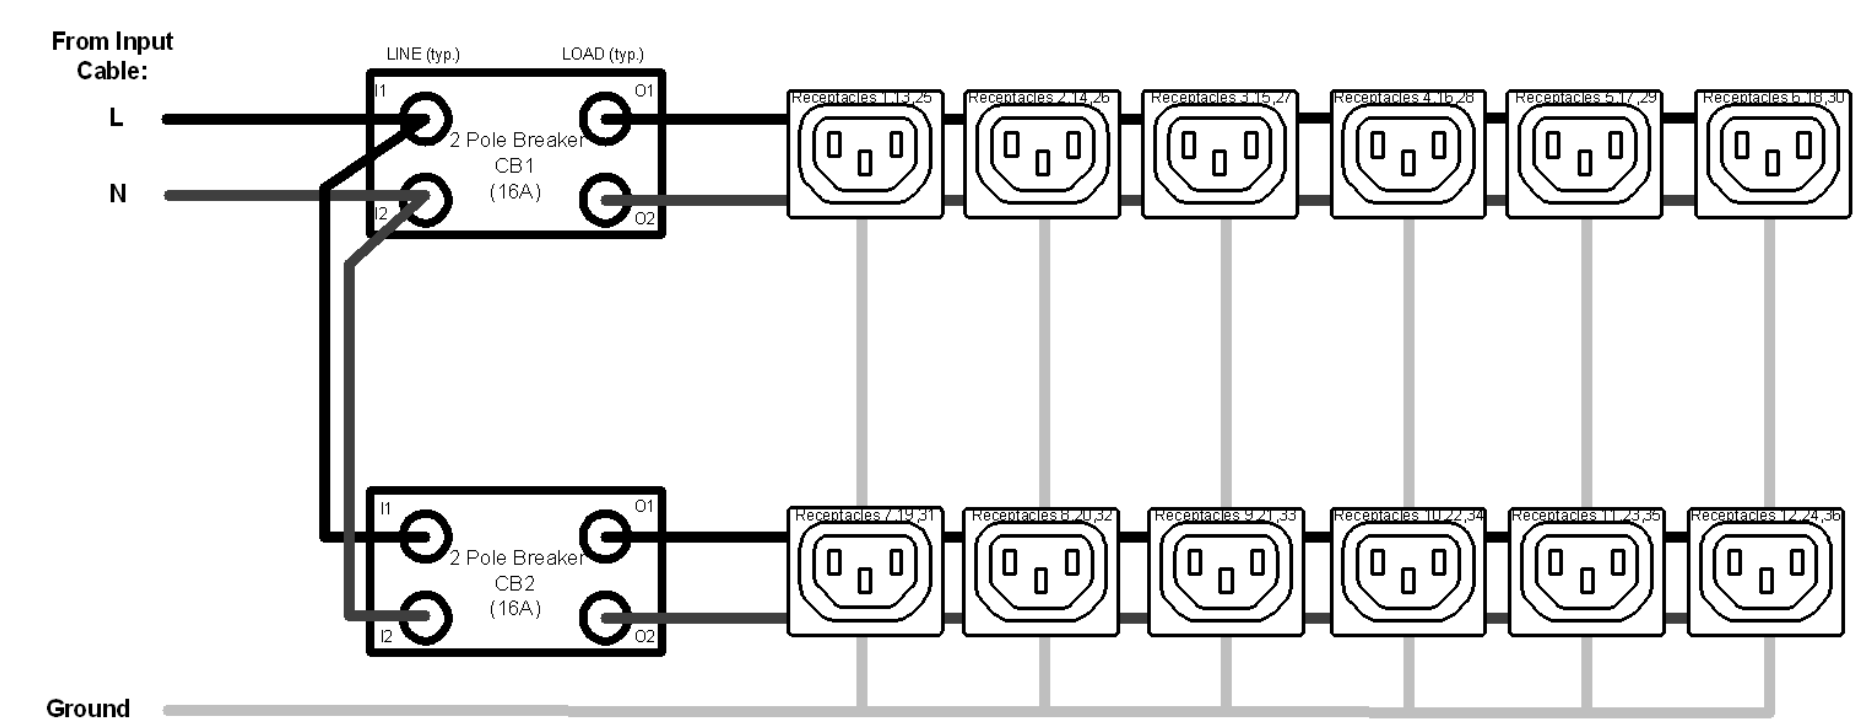 From Input
Cable:
LINE (typ.)
LOAD (typ.)
L
N
I1
O1
2 Pole Breaker
CB1
(16A)
I2
O2
Receptacles 1,13,25
Receptacles 2,14,26
Receptacles 3,15,27
Receptacles 4,16,28
Receptacles 5,17,29
Receptacles 6,18,30
I1
O1
2 Pole Breaker
CB2
(16A)
I2
O2
Receptacles 7,19,31
Receptacles 8,20,32
Receptacles 9,21,33
Receptacles 10,22,34
Receptacles 11,23,35
Receptacles 12,24,36
Ground